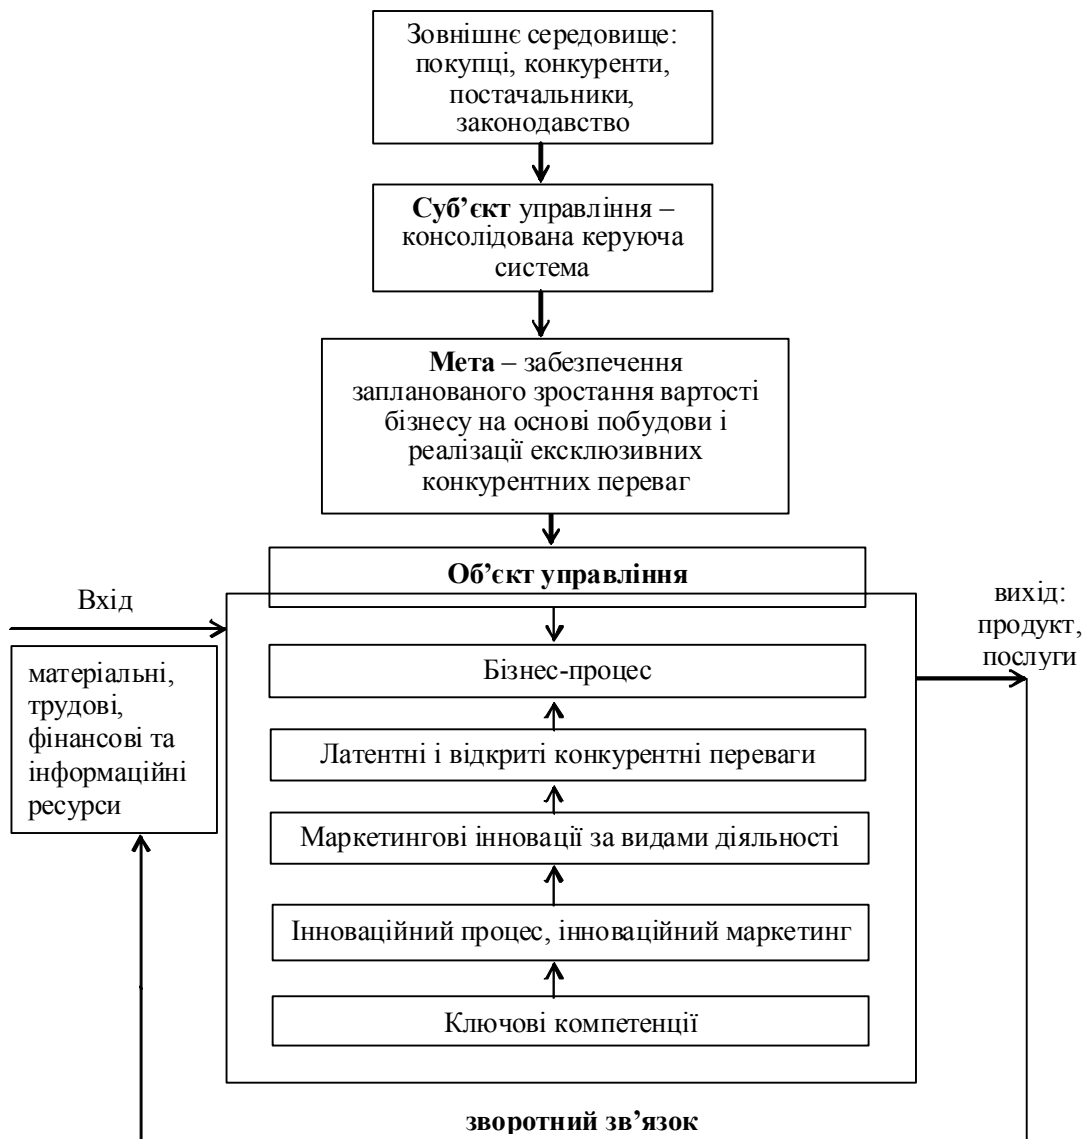 Зовнішнє середовище:
покупці, конкуренти,
постачальники,
законодавство
Суб’єкт управління –
консолідована керуюча
система
Мета – забезпечення
запланованого зростання вартості
бізнесу на основі побудови і
реалізації ексклюзивних
конкурентних переваг
Об’єкт управління
Вхід
матеріальні,
трудові,
фінансові та
інформаційні
ресурси
вихід:
продукт,
послуги
Бізнес-процес
Латентні і відкриті конкурентні переваги
Маркетингові інновації за видами діяльності
Інноваційний процес, інноваційний маркетинг
Ключові компетенції
зворотний зв’язок